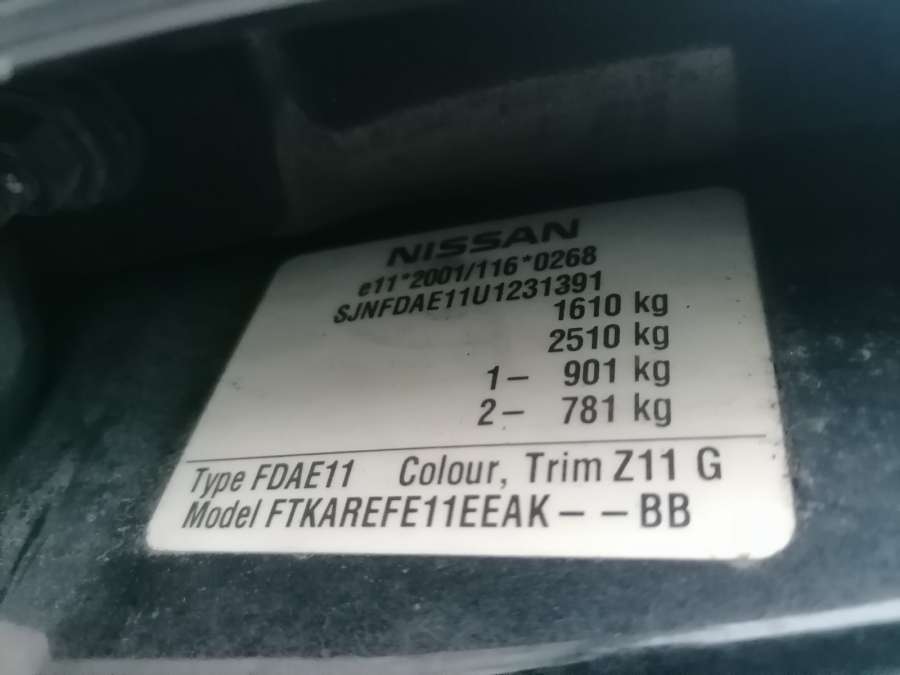 NISSAN
e11*2001/116*0268
SJNFDAE11U1231391
1610 kg
2510 kg
1– 901 kg
2– 781 kg
Type FDAE11 Colour, Trim Z11 G
Model FTKAREFE11EEAK – – BB